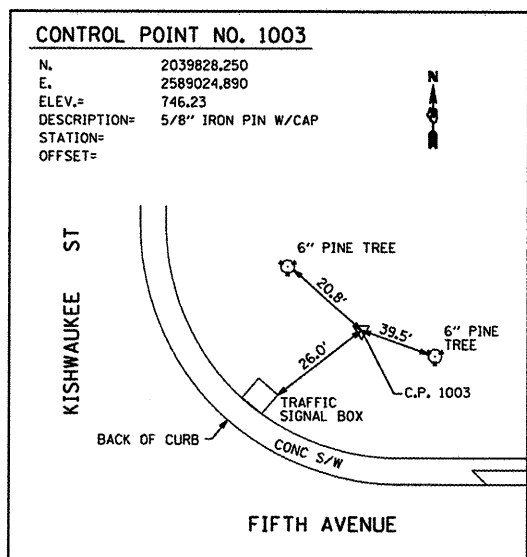 CONTROL POINT NO. 1003
N. 2039828.250
E. 2589024.890
ELEV.= 746.23
DESCRIPTION= 5/8" IRON PIN W/CAP
STATION=
OFFSET=
N
KISHWAUKEE ST
6" PINE TREE
20.8'
39.5'
6" PINE
TREE
26.0'
C.P. 1003
TRAFFIC
SIGNAL BOX
BACK OF CURB
CONC S/W
FIFTH AVENUE